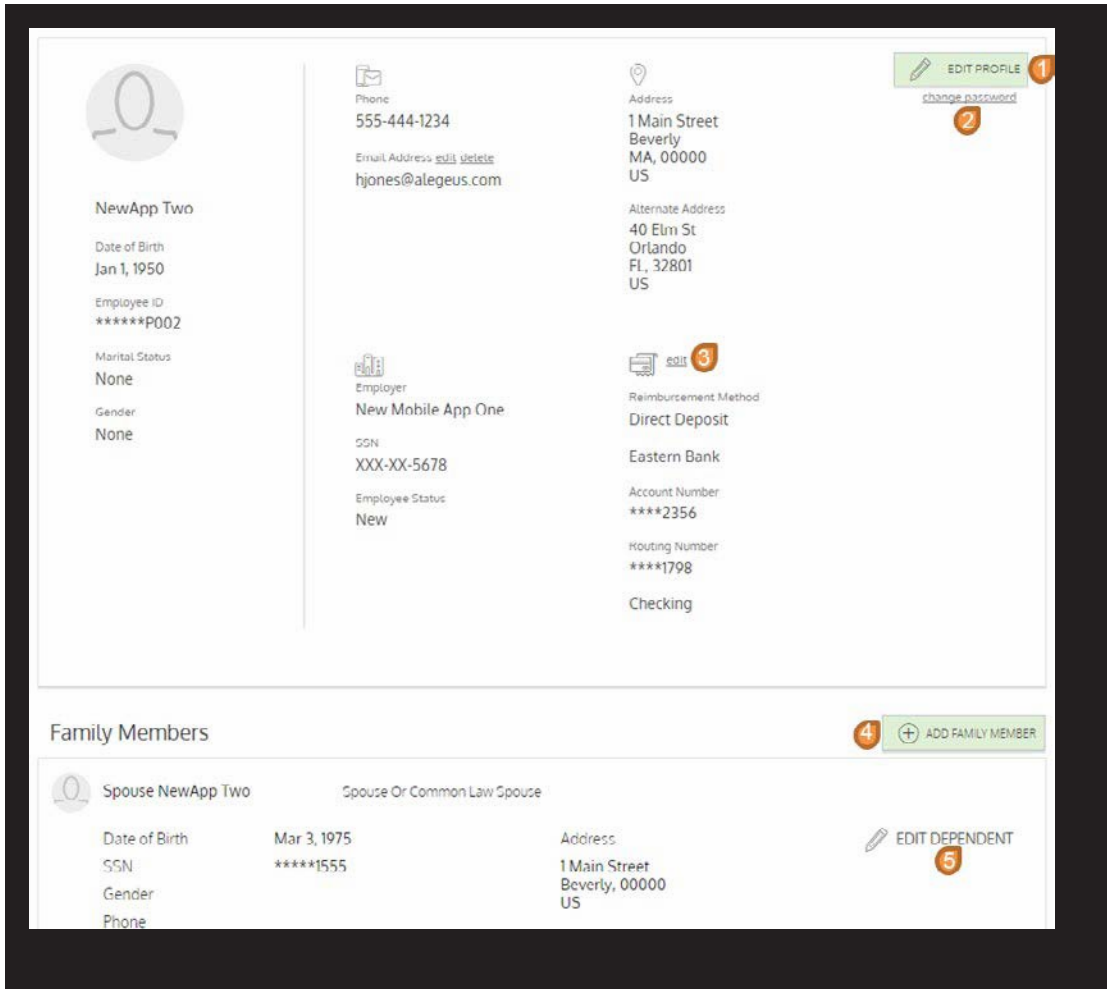 EDIT PROFILE 1
change password
2
Phone
555-444-1234
Email Address edit delete
hjones@alegeus.com
Address
1 Main Street
Beverly
MA, 00000
US
Alternate Address
40 Elm St
Orlando
FL, 32801
US
NewApp Two
Date of Birth
Jan 1, 1950
Employee ID
******P002
Marital Status
None
Gender
None
Employer
New Mobile App One
SSN
XXX-XX-5678
Employee Status
New
edit 3
Reimbursement Method
Direct Deposit
Eastern Bank
Account Number
****2356
Routing Number
****1798
Checking
Family Members
4 ADD FAMILY MEMBER
Spouse NewApp Two Spouse Or Common Law Spouse
Date of Birth Mar 3, 1975
SSN *****1555
Gender
Phone
Address
1 Main Street
Beverly, 00000
US
EDIT DEPENDENT
5